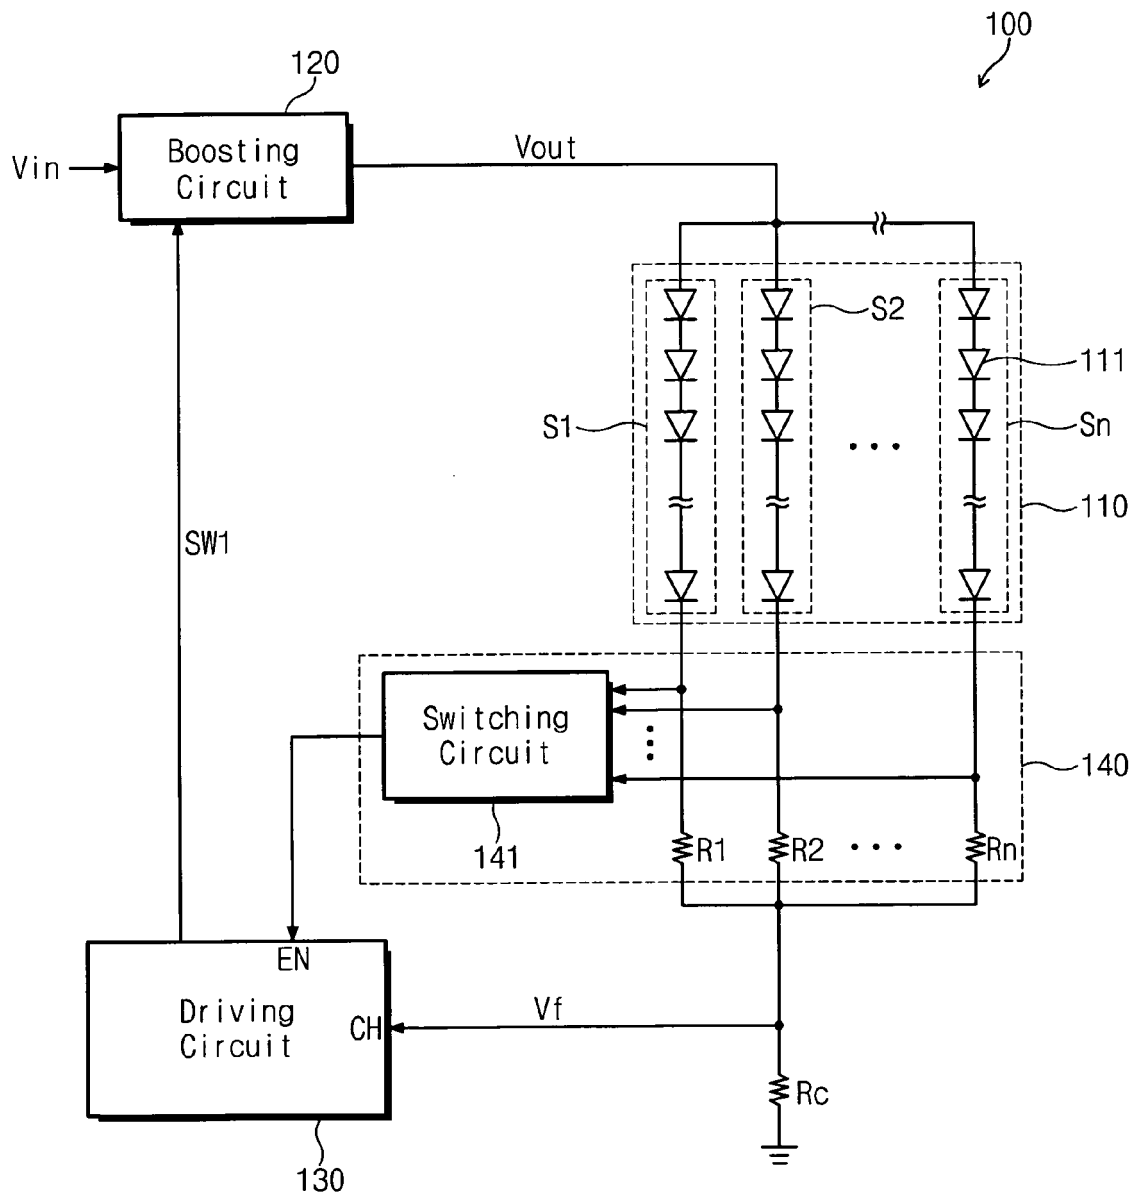 100
120
Boosting
Circuit
Vin
Vout
S2
111
S1
Sn
110
SW1
Switching
Circuit
140
141
R1
R2
Rn
EN
Driving
Circuit
CH
Vf
Rc
130